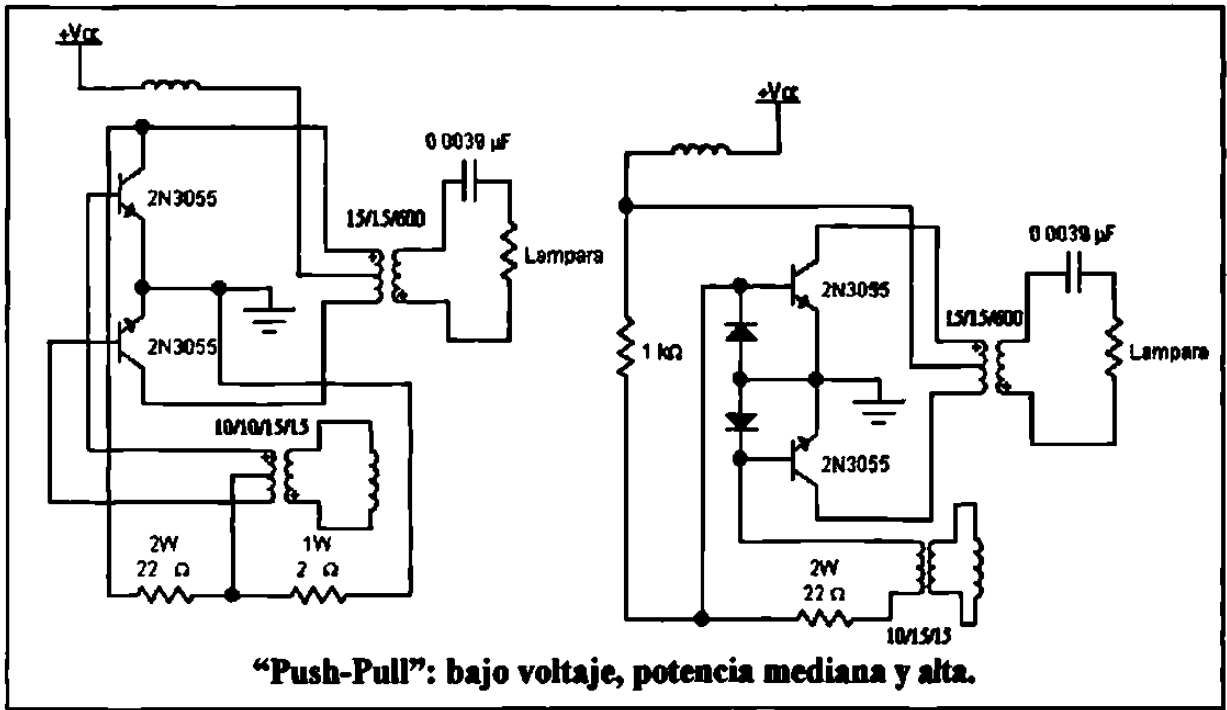 +Vcc
0.0039 µF
2N3055
15/15/600
Lampara
2N3055
10/10/15/15
2W
22 Ω
1W
2 Ω
+Vcc
0.0039 µF
2N3055
15/15/600
1 kΩ
Lampara
2N3055
2W
22 Ω
10/15/15
“Push-Pull”: bajo voltaje, potencia mediana y alta.